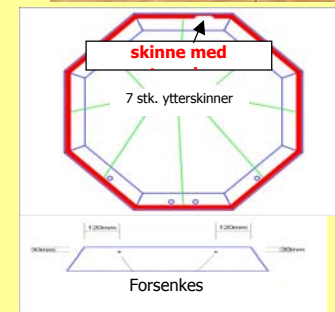 skinne med
7 stk. ytterskinner
120mm 120mm
30mm 30mm
Forsenkes